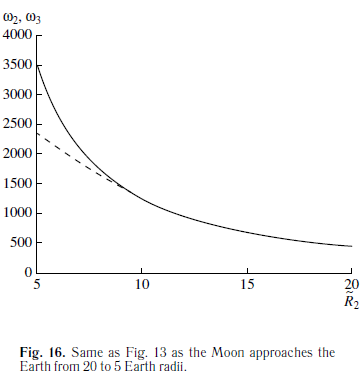 ω₂, ω₃
4000
3500
3000
2500
2000
1500
1000
500
0
5 10 15 20
R̃₂
Fig. 16. Same as Fig. 13 as the Moon approaches the
Earth from 20 to 5 Earth radii.